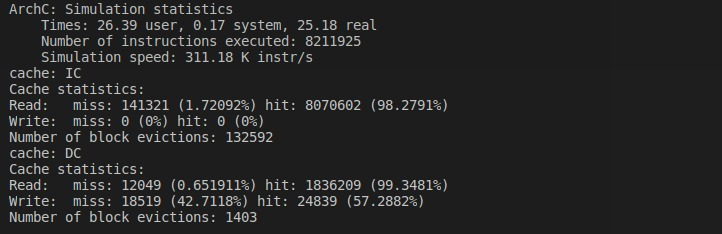 ArchC: Simulation statistics
    Times: 26.39 user, 0.17 system, 25.18 real
    Number of instructions executed: 8211925
    Simulation speed: 311.18 K instr/s
cache: IC
Cache statistics:
Read:   miss: 141321 (1.72092%) hit: 8070602 (98.2791%)
Write:  miss: 0 (0%) hit: 0 (0%)
Number of block evictions: 132592
cache: DC
Cache statistics:
Read:   miss: 12049 (0.651911%) hit: 1836209 (99.3481%)
Write:  miss: 18519 (42.7118%) hit: 24839 (57.2882%)
Number of block evictions: 1403